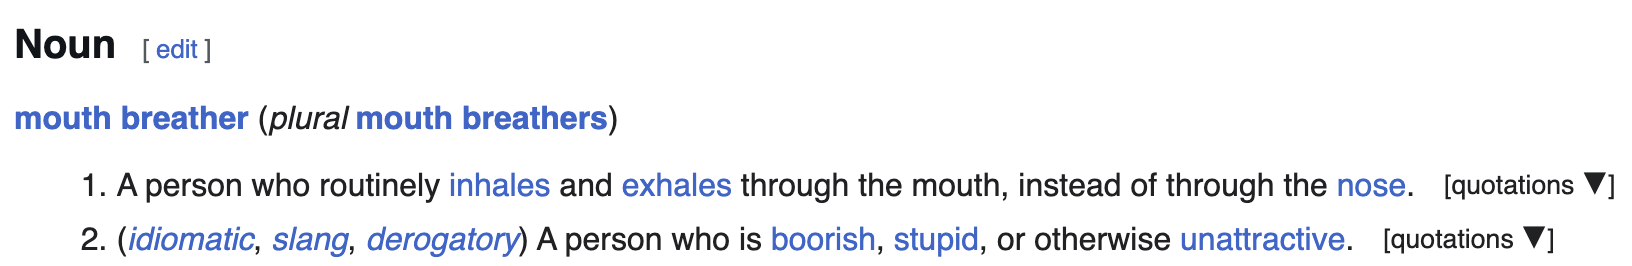 Noun [ edit ]
mouth breather (plural mouth breathers)
1. A person who routinely inhales and exhales through the mouth, instead of through the nose. [quotations ▼]
2. (idiomatic, slang, derogatory) A person who is boorish, stupid, or otherwise unattractive. [quotations ▼]